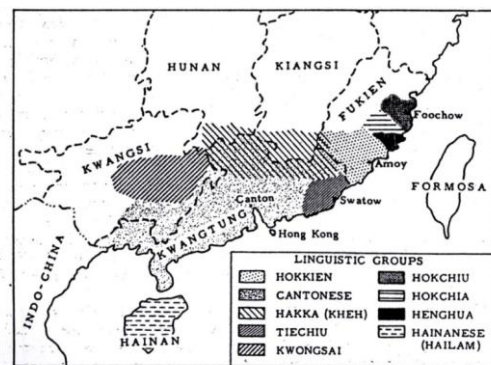 HUNAN
KIANGSI
FUKIEN
Foochow
KWANGSI
Amoy
FORMOSA
Canton
Swatow
KWANGTUNG
Hong Kong
INDO-CHINA
HAINAN
LINGUISTIC GROUPS
HOKKIEN
CANTONESE
HAKKA (KHEH)
TIECHIU
KWONGSAI
HOKCHIU
HOKCHIA
HENGHUA
HAINANESE
(HAILAM)